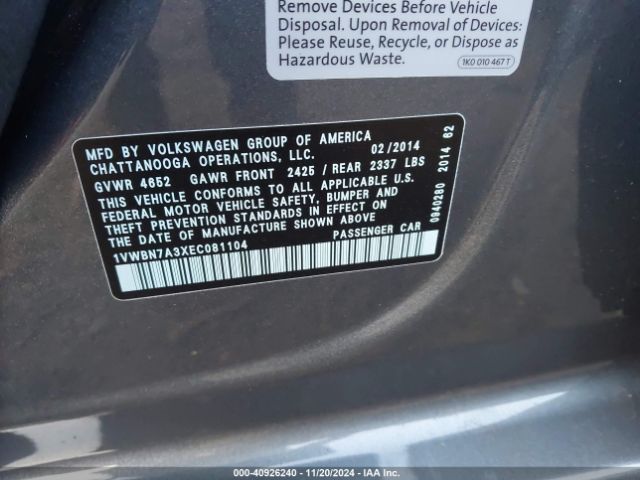 Remove Devices Before Vehicle
Disposal. Upon Removal of Devices:
Please Reuse, Recycle, or Dispose as
Hazardous Waste.
1K0 010 467 T
MFD BY VOLKSWAGEN GROUP OF AMERICA
CHATTANOOGA OPERATIONS, LLC. 02/2014
GVWR 4652 GAWR FRONT 2425 / REAR 2337 LBS
THIS VEHICLE CONFORMS TO ALL APPLICABLE U.S.
FEDERAL MOTOR VEHICLE SAFETY, BUMPER AND
THEFT PREVENTION STANDARDS IN EFFECT ON
THE DATE OF MANUFACTURE SHOWN ABOVE
1VWBN7A3XEC081104 PASSENGER CAR
0940280 2014 62
000-40926240 - 11/20/2024 - IAA Inc.